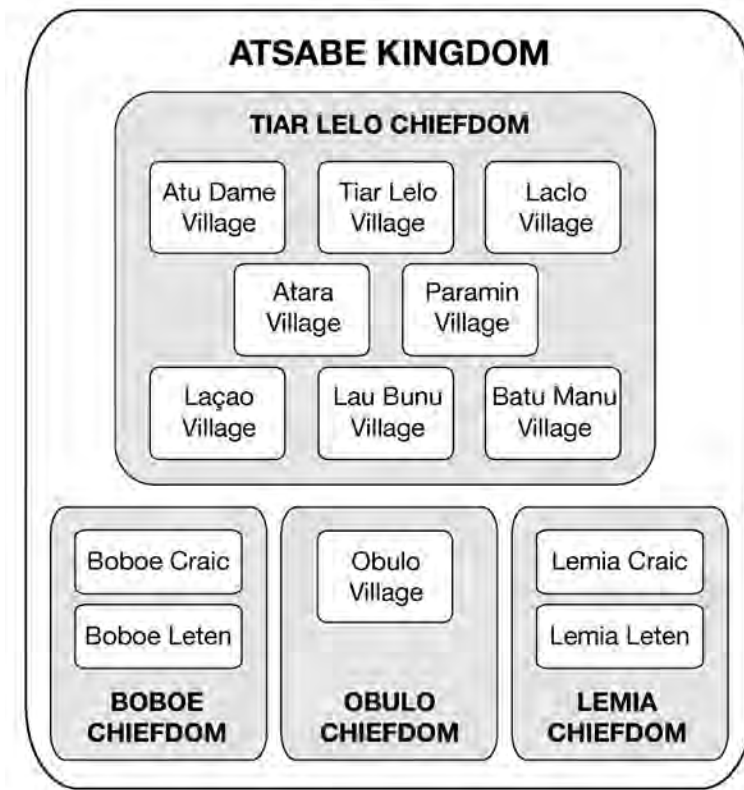 ATSABE KINGDOM
TIAR LELO CHIEFDOM
Atu Dame
Village
Tiar Lelo
Village
Laclo
Village
Atara
Village
Paramin
Village
Laçao
Village
Lau Bunu
Village
Batu Manu
Village
Boboe Craic
Boboe Leten
BOBOE
CHIEFDOM
Obulo
Village
OBULO
CHIEFDOM
Lemia Craic
Lemia Leten
LEMIA
CHIEFDOM